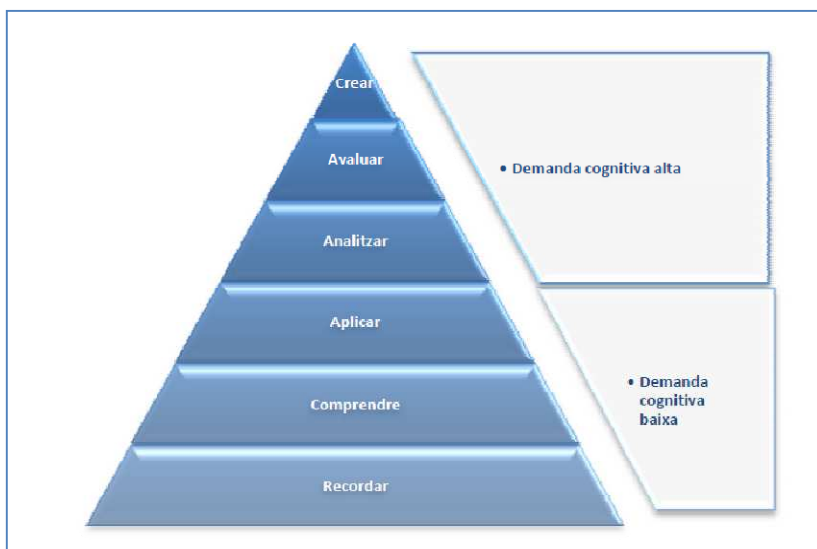 Crear
Avaluar
Analitzar
Aplicar
Comprendre
Recordar
• Demanda cognitiva alta
• Demanda
cognitiva
baixa